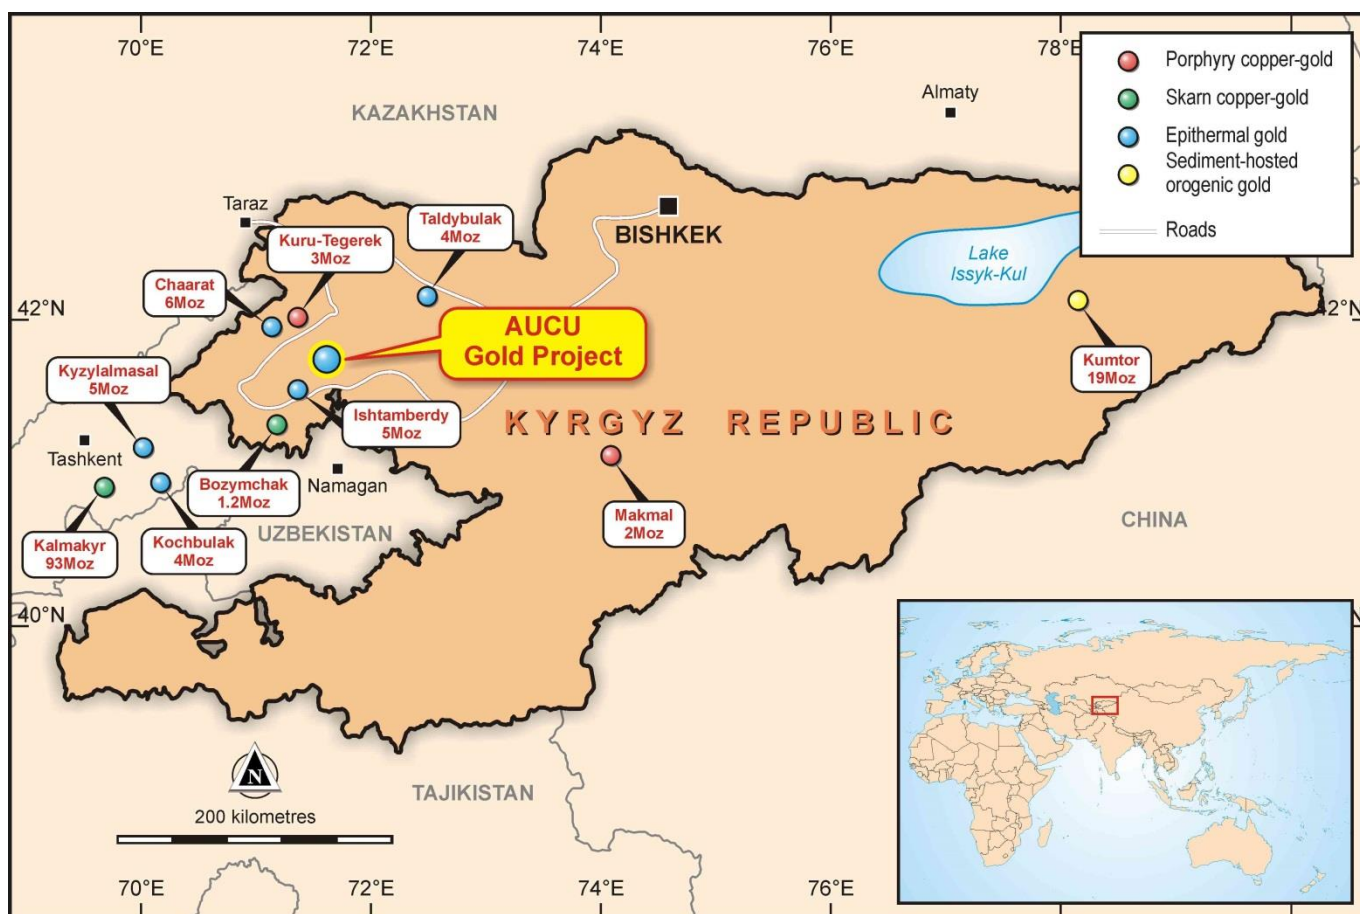 70°E
72°E
74°E
76°E
78°E
Porphyry copper-gold
Skarn copper-gold
Epithermal gold
Sediment-hosted
orogenic gold
Roads
Almaty
KAZAKHSTAN
Taraz
Taldybulak
4Moz
Kuru-Tegerek
3Moz
BISHKEK
Lake
Issyk-Kul
Chaarat
6Moz
42°N
42°N
AUCU
Gold Project
Kumtor
19Moz
Kyzylalmasal
5Moz
Ishtamberdy
5Moz
KYRGYZ REPUBLIC
Tashkent
Bozymchak
1.2Moz
Namagan
Makmal
2Moz
CHINA
UZBEKISTAN
Kalmakyr
93Moz
Kochbulak
4Moz
40°N
N
TAJIKISTAN
200 kilometres
70°E
72°E
74°E
76°E